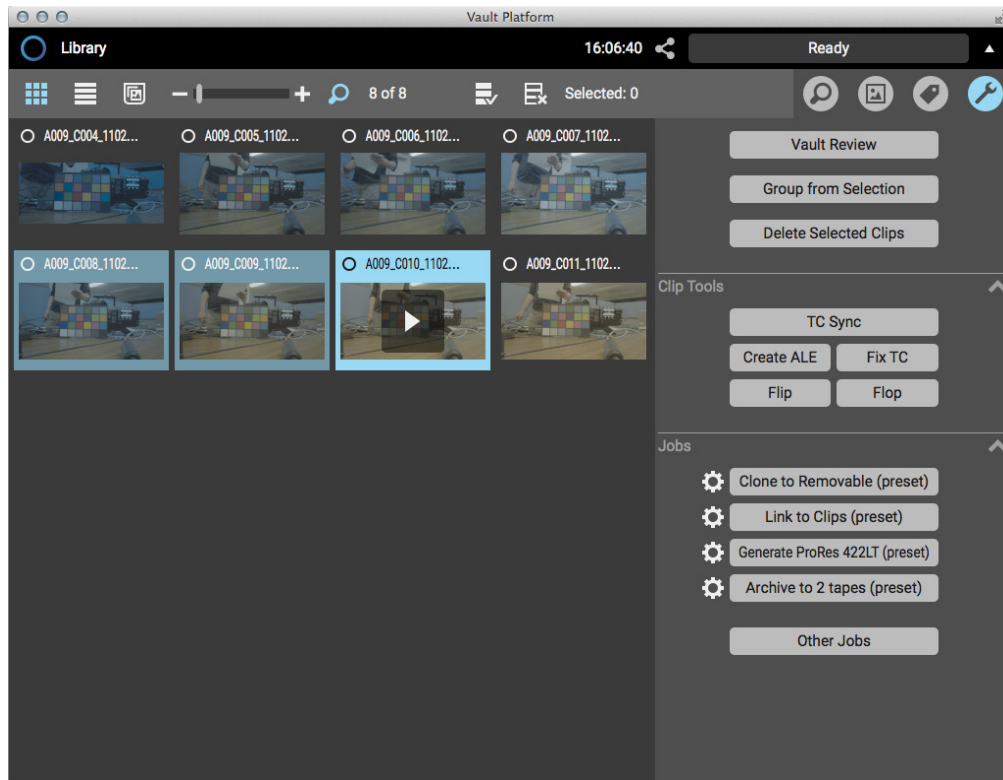 Vault Platform
Library
16:06:40
Ready
8 of 8
Selected: 0
A009_C004_1102...
A009_C005_1102...
A009_C006_1102...
A009_C007_1102...
A009_C008_1102...
A009_C009_1102...
A009_C010_1102...
A009_C011_1102...
Vault Review
Group from Selection
Delete Selected Clips
Clip Tools
TC Sync
Create ALE
Fix TC
Flip
Flop
Jobs
Clone to Removable (preset)
Link to Clips (preset)
Generate ProRes 422LT (preset)
Archive to 2 tapes (preset)
Other Jobs